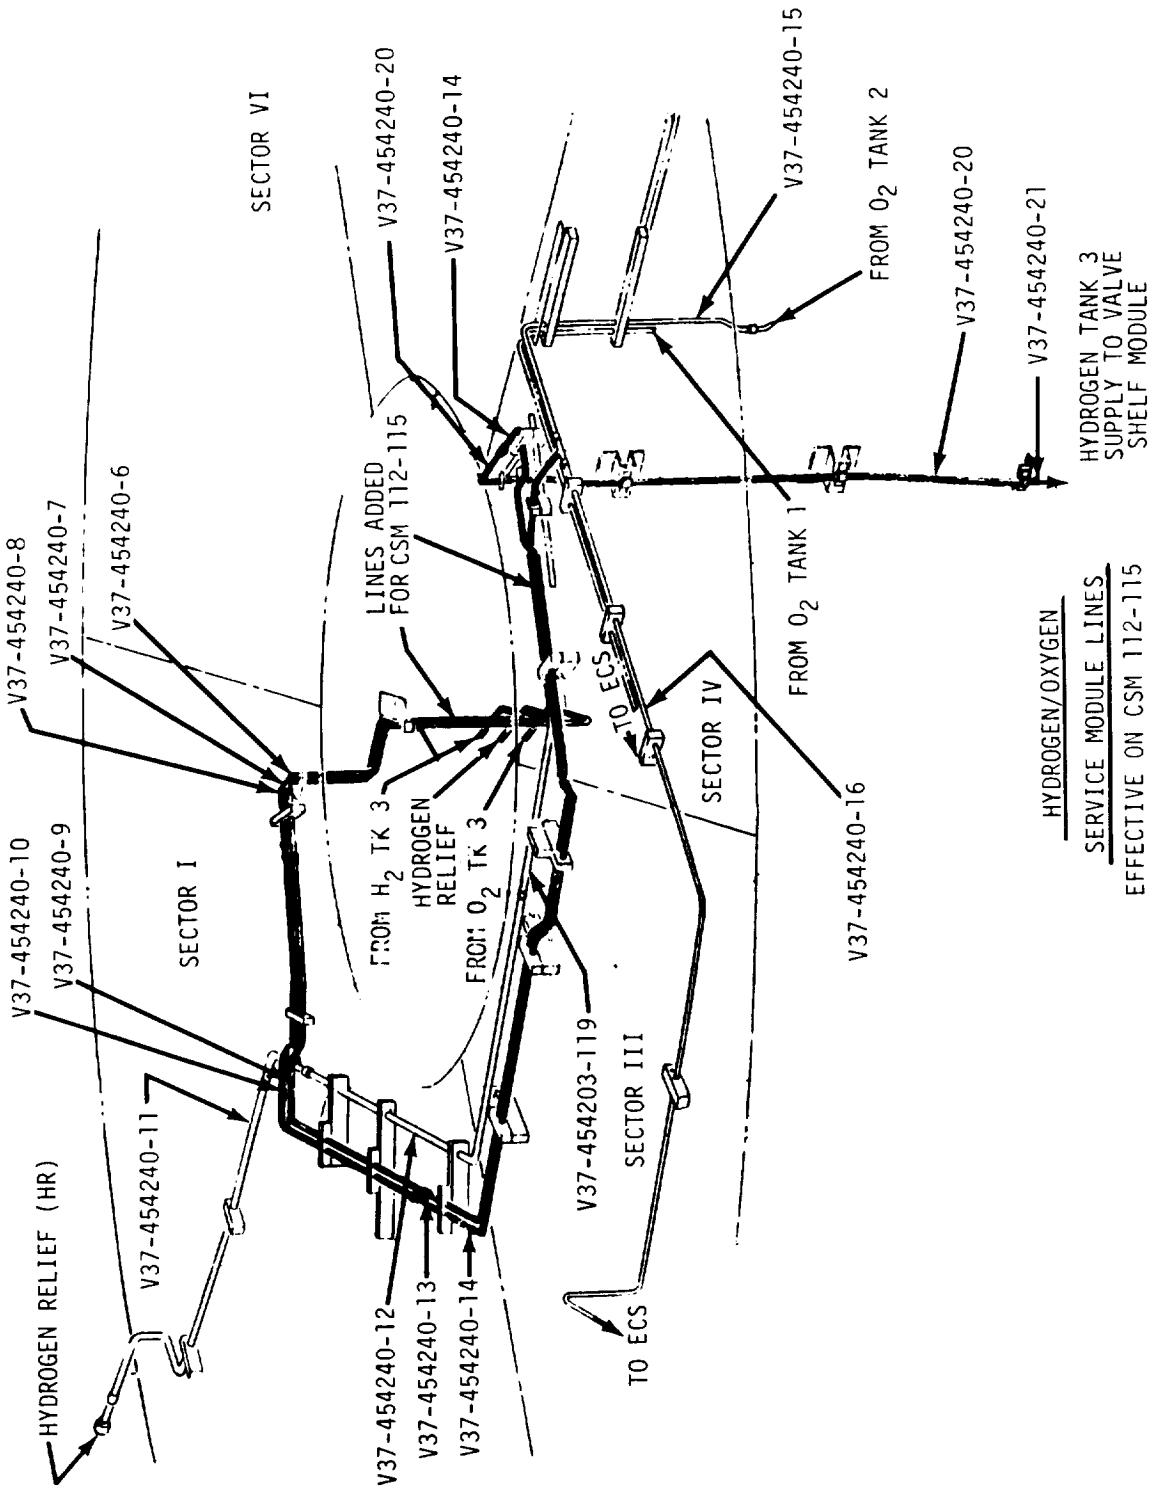 HYDROGEN RELIEF (HR)
V37-454240-11
V37-454240-10
V37-454240-9
V37-454240-8
V37-454240-7
V37-454240-6
SECTOR VI
V37-454240-20
V37-454240-14
SECTOR I
LINES ADDED
FOR CSM 112-115
FROM H2 TK 3
HYDROGEN
RELIEF
FROM O2 TK 3
V37-454240-15
FROM O2 TANK 2
V37-454240-12
V37-454240-13
V37-454240-14
V37-454203-119
SECTOR III
TO ECS
TO ECS
SECTOR IV
FROM O2 TANK 1
V37-454240-16
V37-454240-20
V37-454240-21
HYDROGEN TANK 3
SUPPLY TO VALVE
SHELF MODULE
HYDROGEN/OXYGEN
SERVICE MODULE LINES
EFFECTIVE ON CSM 112-115